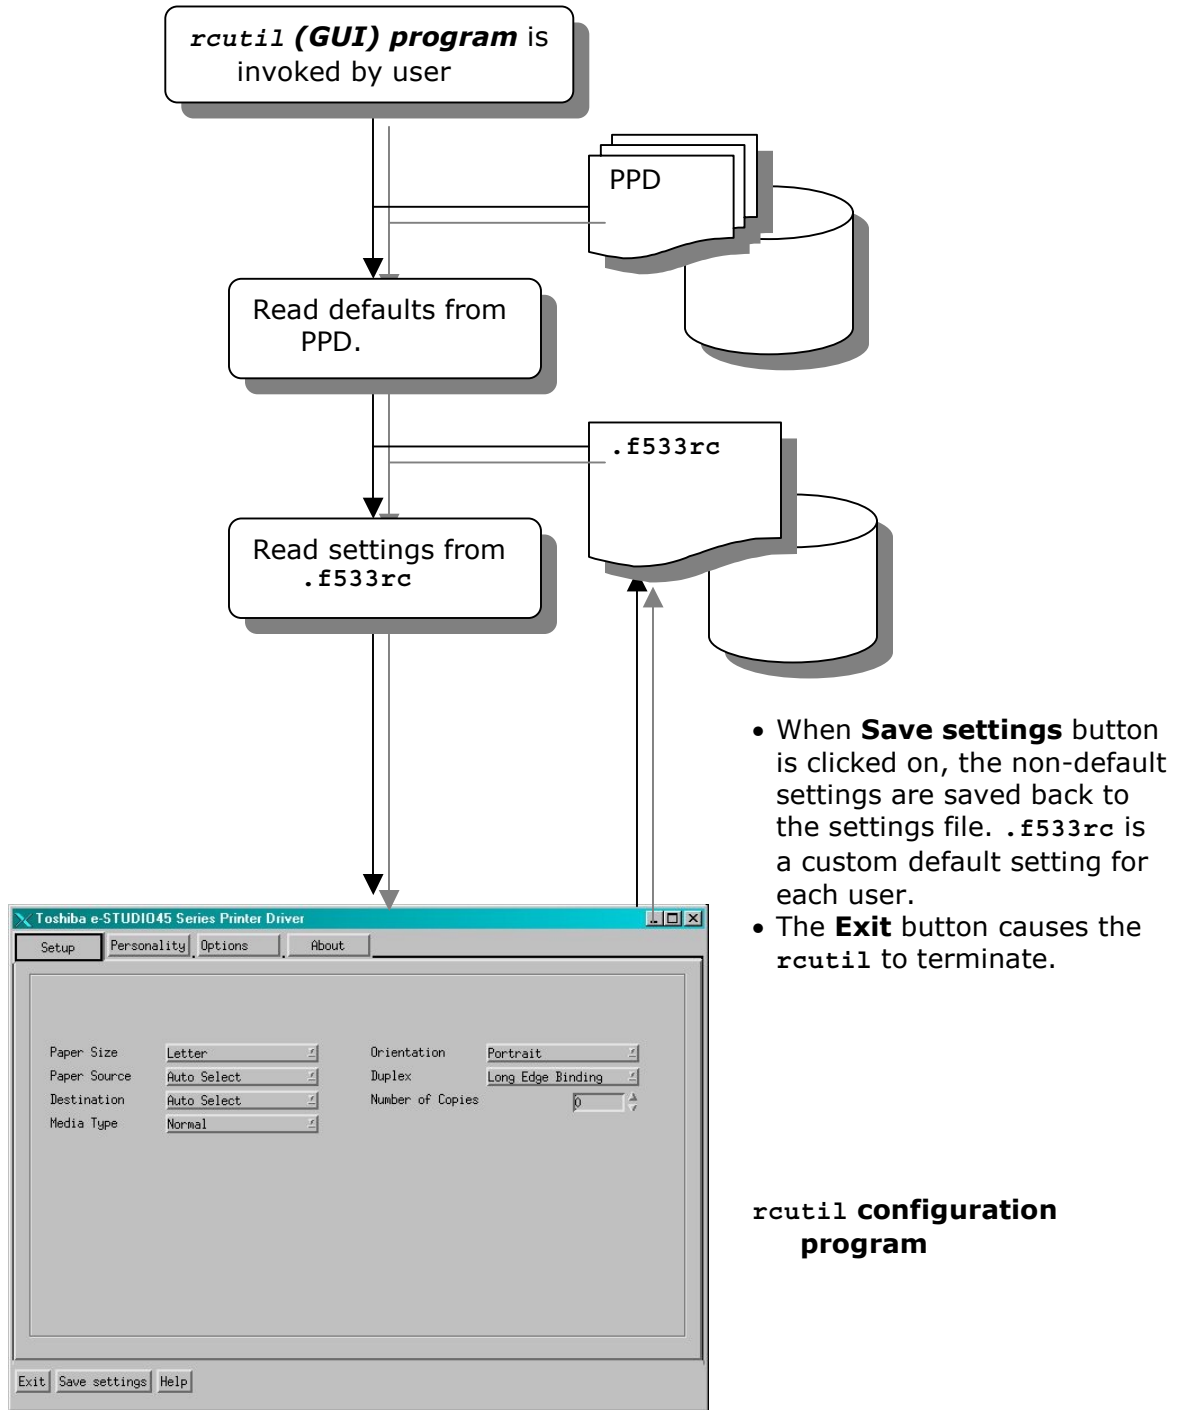 rcutil (GUI) program is
invoked by user
PPD
Read defaults from
PPD.
.f533rc
Read settings from
.f533rc
• When Save settings button
is clicked on, the non-default
settings are saved back to
the settings file. .f533rc is
a custom default setting for
each user.
• The Exit button causes the
rcutil to terminate.
Toshiba e-STUDIO45 Series Printer Driver
Setup Personality Options About
Paper Size Letter Orientation Portrait
Paper Source Auto Select Duplex Long Edge Binding
Destination Auto Select Number of Copies 0
Media Type Normal
rcutil configuration
program
Exit Save settings Help